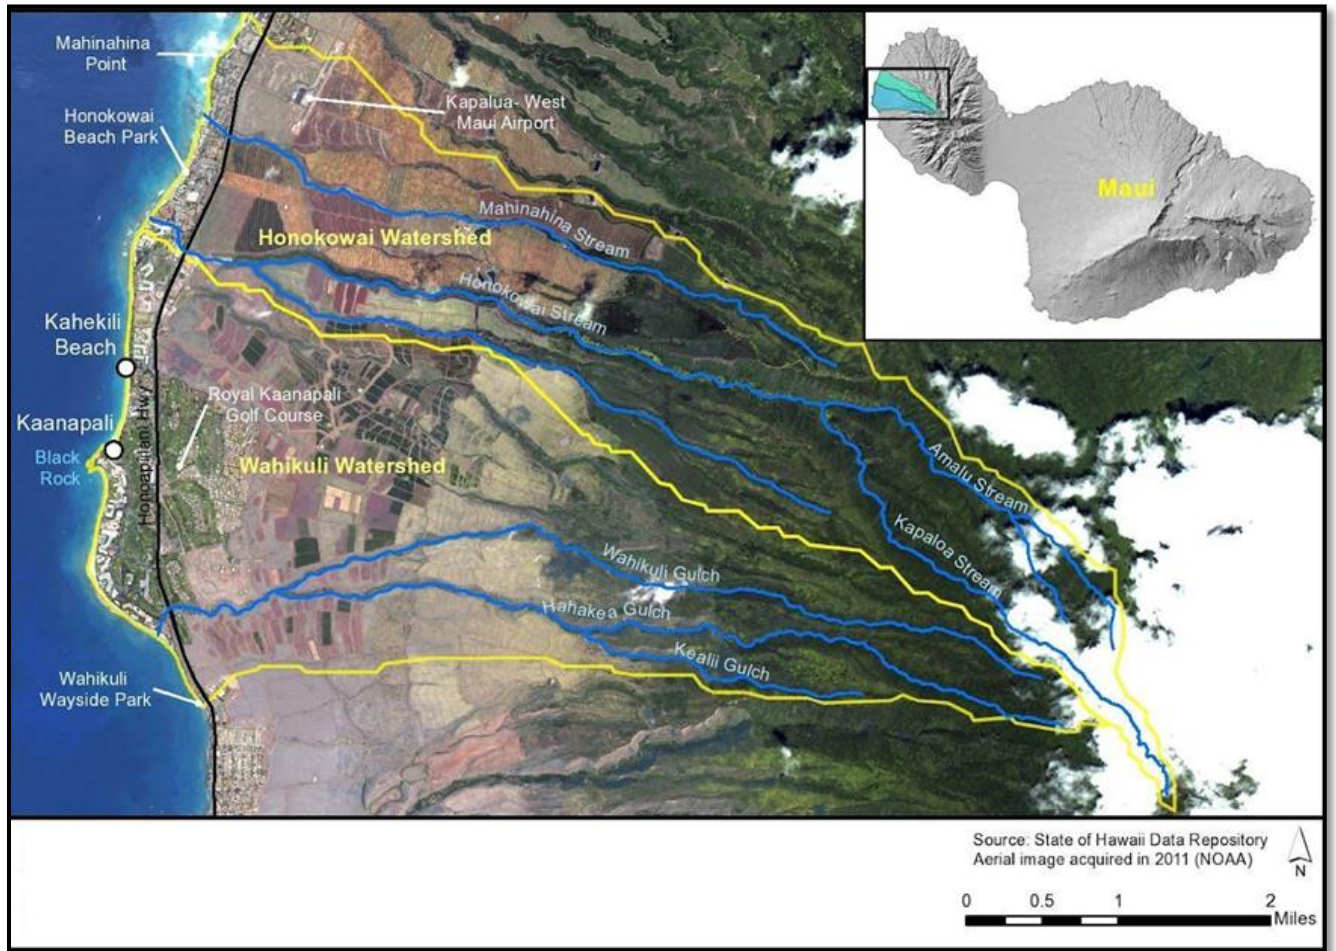 Mahinahina
Point
Kapalua- West
Maui Airport
Honokowai
Beach Park
Maui
Mahinahina Stream
Honokowai Watershed
Honokowai Stream
Kahekili
Beach
Royal Kaanapali
Golf Course
Kaanapali
Honoapiilani Hwy
Black
Rock
Wahikuli Watershed
Amalu Stream
Kapaloa Stream
Wahikuli Gulch
Hahakea Gulch
Kealii Gulch
Wahikuli
Wayside Park
Source: State of Hawaii Data Repository
Aerial image acquired in 2011 (NOAA)
N
0 0.5 1 2
Miles